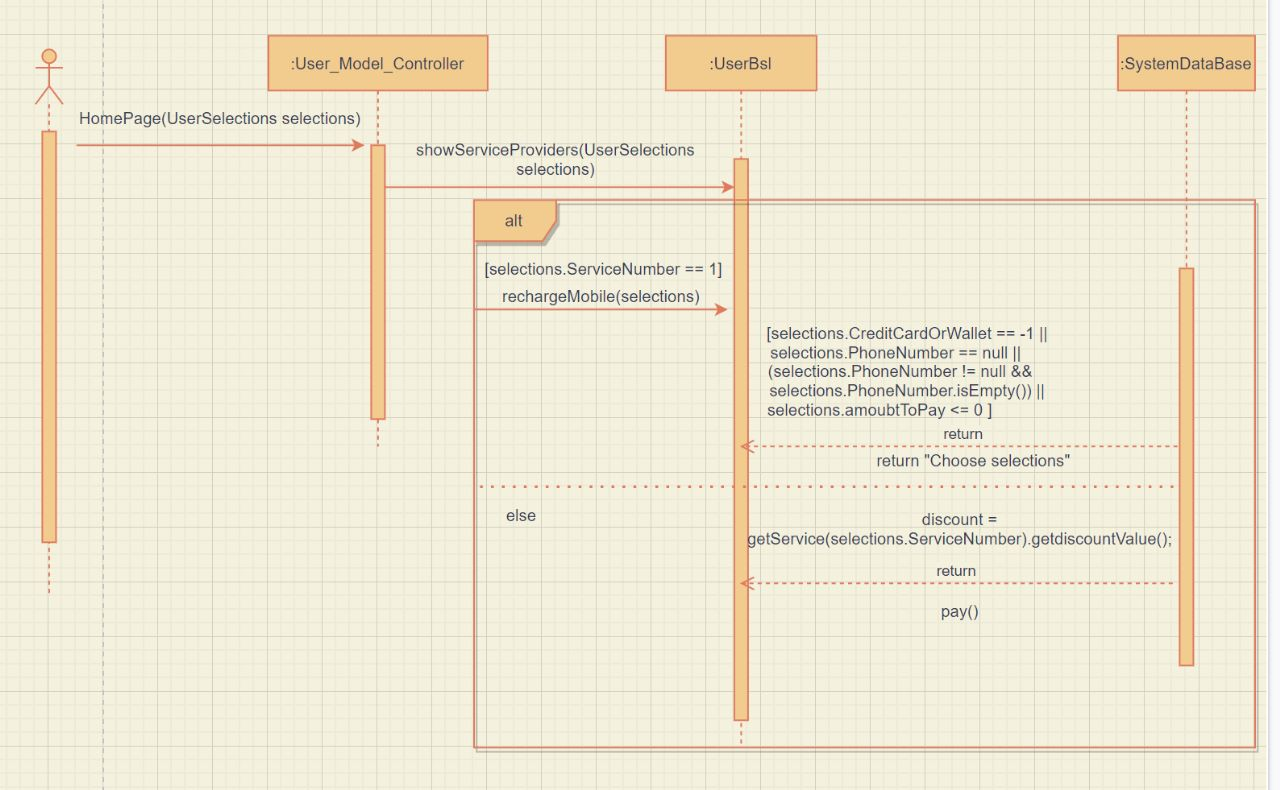 :User_Model_Controller
:UserBsl
:SystemDataBase
HomePage(UserSelections selections)
showServiceProviders(UserSelections
selections)
alt
[selections.ServiceNumber == 1]
rechargeMobile(selections)
[selections.CreditCardOrWallet == -1 ||
selections.PhoneNumber == null ||
(selections.PhoneNumber != null &&
selections.PhoneNumber.isEmpty()) ||
selections.amoubtToPay <= 0 ]
return
return "Choose selections"
else
discount =
getService(selections.ServiceNumber).getdiscountValue();
return
pay()